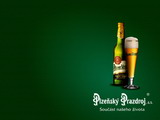 Plzeňský Prazdroj, a.s.
Součást našeho života